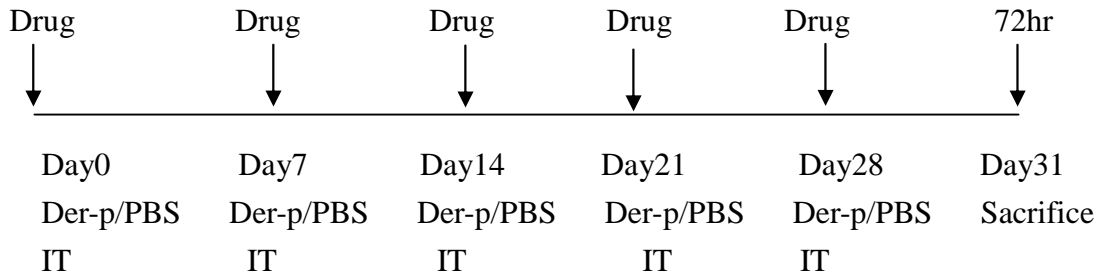 Drug Drug Drug Drug Drug 72hr
Day0 Day7 Day14 Day21 Day28 Day31
Der-p/PBS Der-p/PBS Der-p/PBS Der-p/PBS Der-p/PBS Sacrifice
IT IT IT IT IT